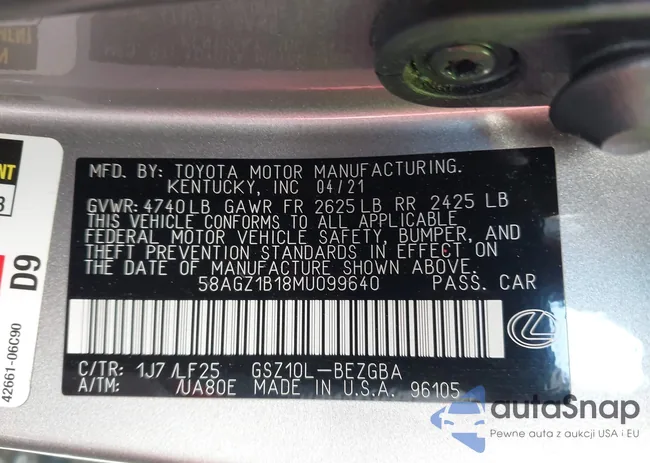 MFD. BY: TOYOTA MOTOR MANUFACTURING.
KENTUCKY, INC 04/21
GVWR: 4740 LB GAWR FR 2625 LB RR 2425 LB
THIS VEHICLE CONFORMS TO ALL APPLICABLE
FEDERAL MOTOR VEHICLE SAFETY, BUMPER, AND
THEFT PREVENTION STANDARDS IN EFFECT ON
THE DATE OF MANUFACTURE SHOWN ABOVE.
58AGZ1B18MU099640 PASS. CAR
C/TR: 1J7 /LF25 GSZ10L-BEZGBA
A/TM: /UA80E MADE IN U.S.A. 96105
D9
42661-06C90
autaSnap
Pewne auta z aukcji USA i EU